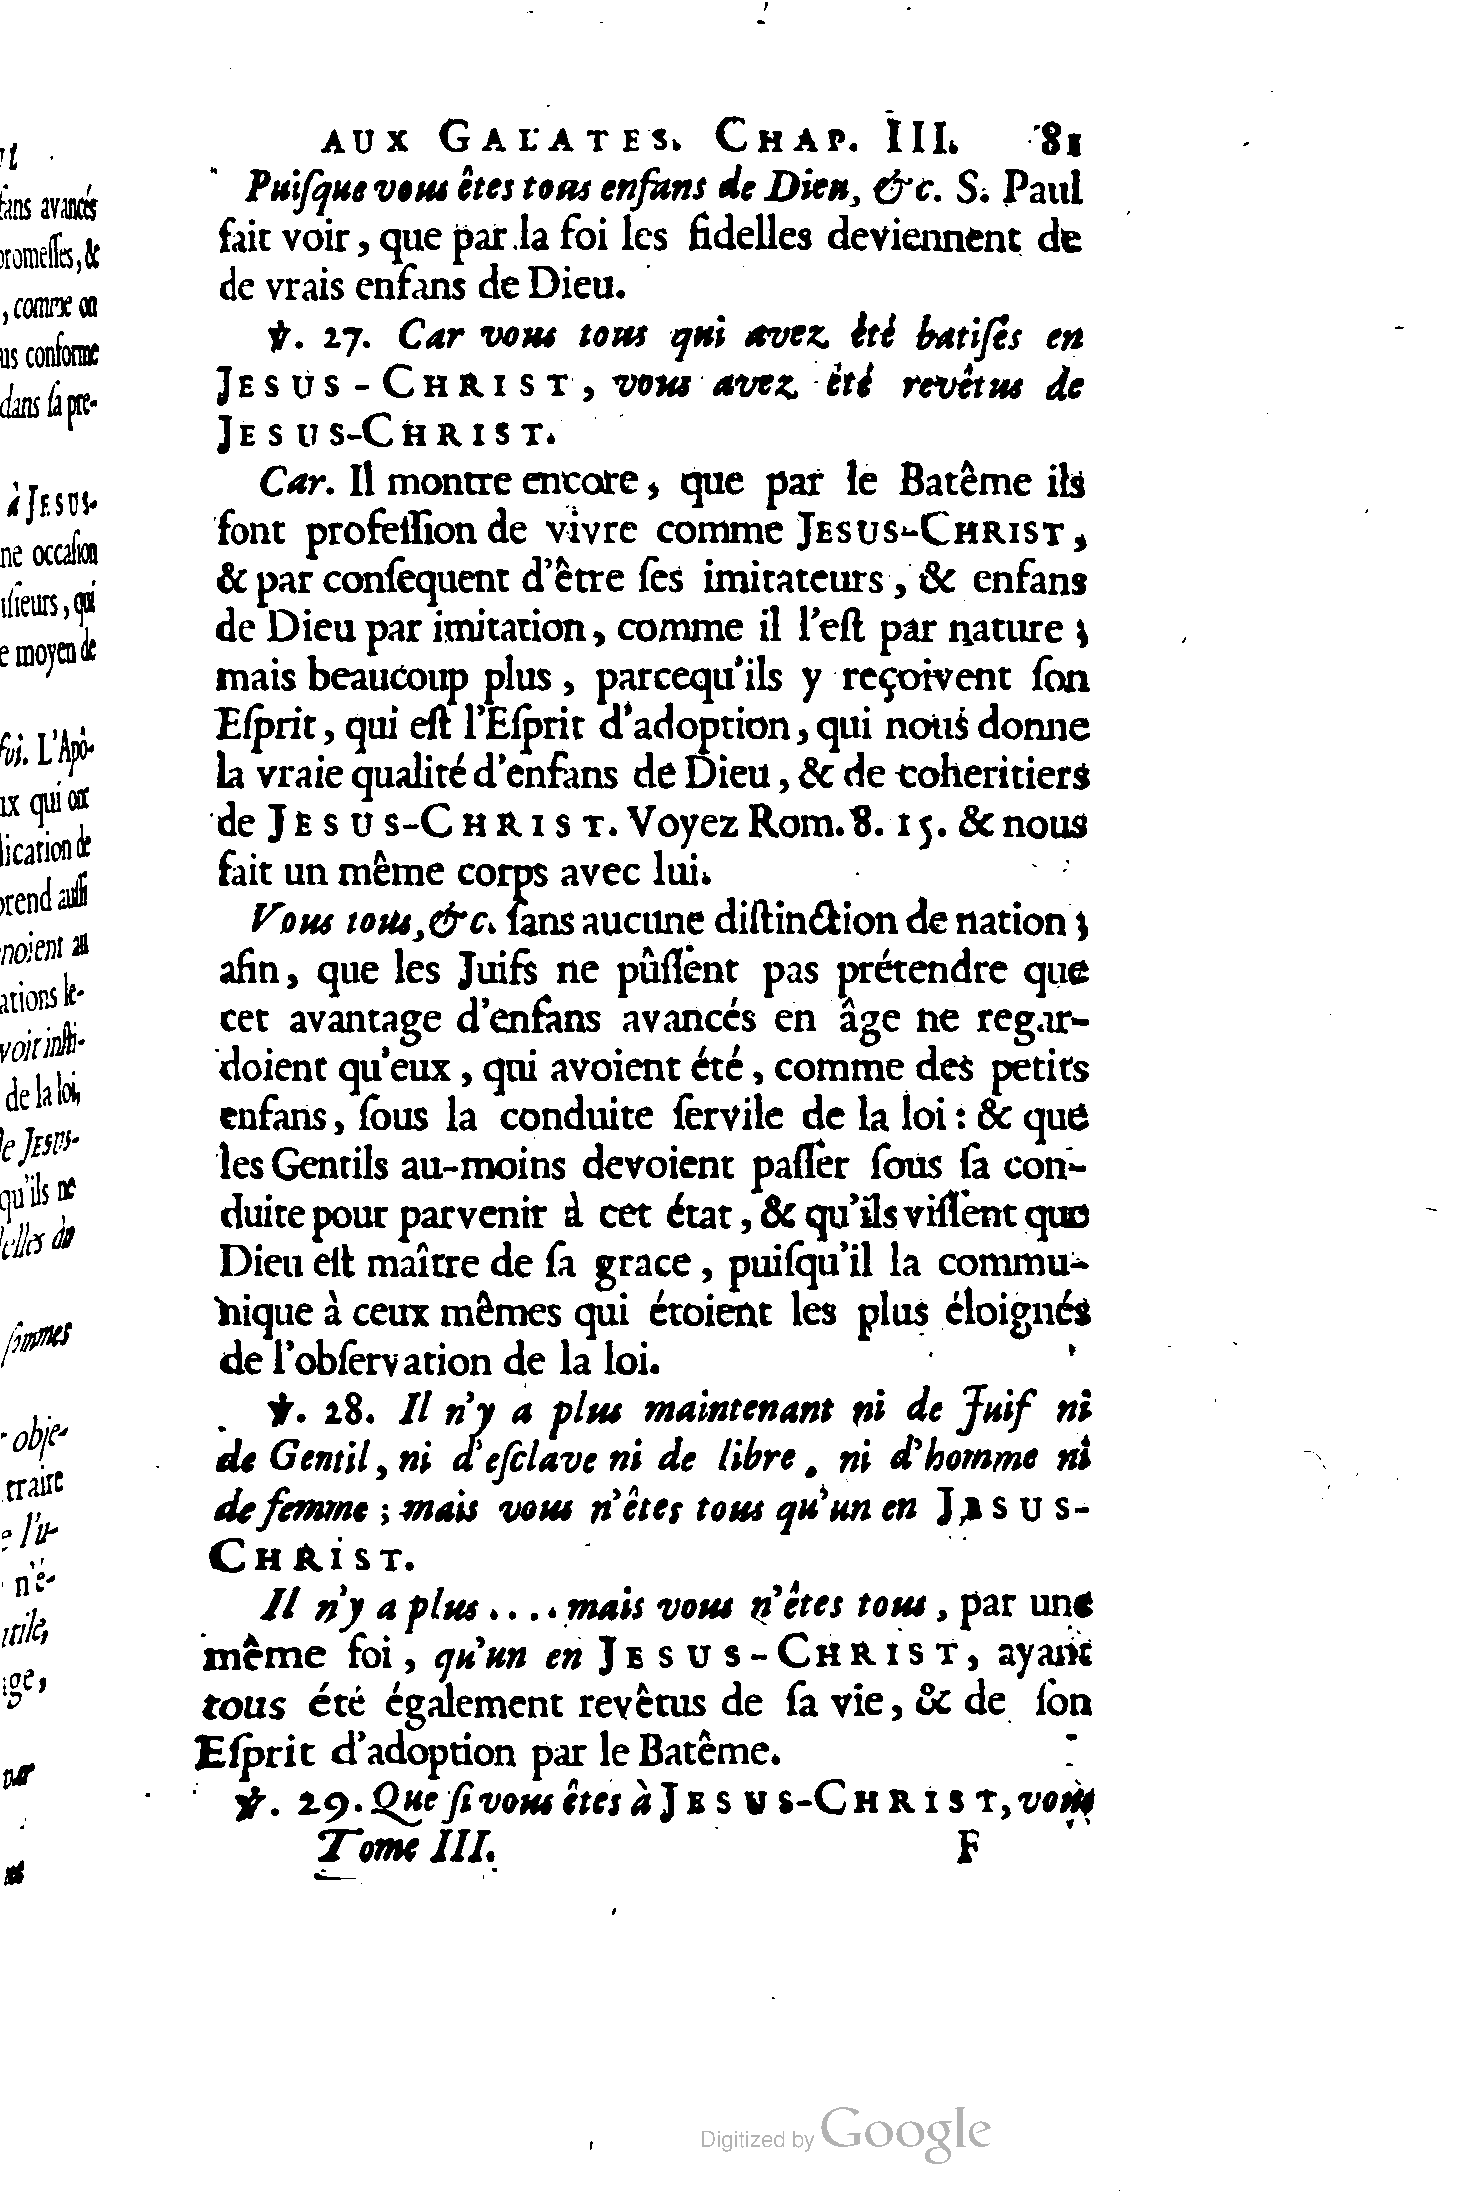 AUX GALATES. CHAP. III. 81
Puiſque vous êtes tous enfans de Dieu, &c. S. Paul
fait voir, que par la foi les fidelles deviennent de
de vrais enfans de Dieu.
℣. 27. Car vous tous qui avez été batiſés en
JESUS-CHRIST, vous avez été revêtus de
JESUS-CHRIST.
Car. Il montre encore, que par le Batême ils
font profeſſion de vivre comme JESUS-CHRIST,
& par conſequent d'être ſes imitateurs, & enfans
de Dieu par imitation, comme il l'eſt par nature;
mais beaucoup plus, parcequ'ils y reçoivent ſon
Eſprit, qui eſt l'Eſprit d'adoption, qui nous donne
la vraie qualité d'enfans de Dieu, & de coheritiers
de JESUS-CHRIST. Voyez Rom. 8. 15. & nous
fait un même corps avec lui.
Vous tous, &c. ſans aucune diſtinction de nation;
afin, que les Juifs ne pûſſent pas prétendre que
cet avantage d'enfans avancés en âge ne regar-
doient qu'eux, qui avoient été, comme des petits
enfans, ſous la conduite ſervile de la loi: & que
les Gentils au-moins devoient paſſer ſous ſa con-
duite pour parvenir à cet état, & qu'ils viſſent que
Dieu eſt maître de ſa grace, puiſqu'il la commu-
nique à ceux mêmes qui étoient les plus éloignés
de l'obſervation de la loi.
℣. 28. Il n'y a plus maintenant ni de Juif ni
de Gentil, ni d'eſclave ni de libre, ni d'homme ni
de femme; mais vous n'êtes tous qu'un en JESUS-
CHRIST.
Il n'y a plus.... mais vous n'êtes tous, par une
même foi, qu'un en JESUS-CHRIST, ayant
tous été également revêtus de ſa vie, & de ſon
Eſprit d'adoption par le Batême.
℣. 29. Que ſi vous êtes à JESUS-CHRIST, vous
Tome III. F
Digitized by Google